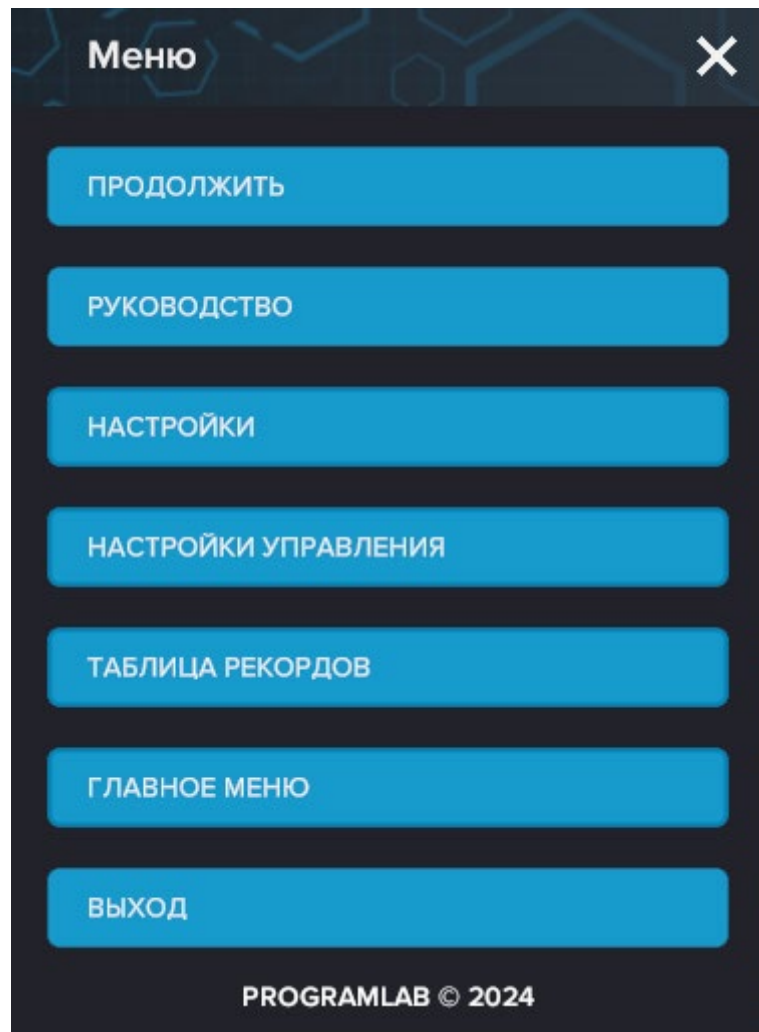 Меню
ПРОДОЛЖИТЬ
РУКОВОДСТВО
НАСТРОЙКИ
НАСТРОЙКИ УПРАВЛЕНИЯ
ТАБЛИЦА РЕКОРДОВ
ГЛАВНОЕ МЕНЮ
ВЫХОД
PROGRAMLAB © 2024